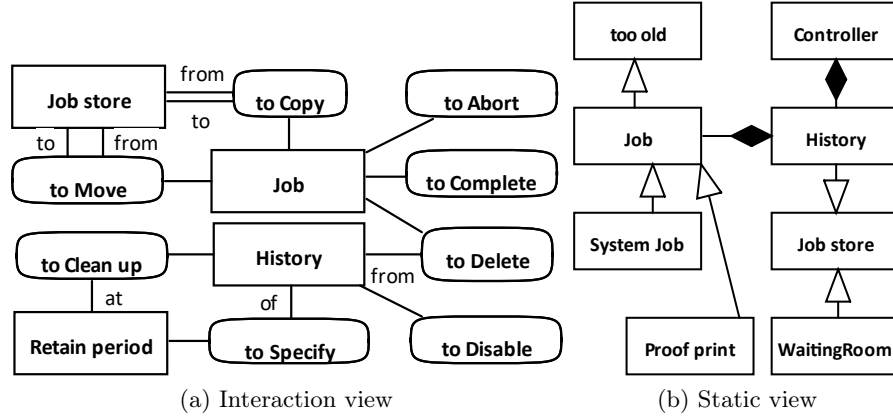 too old
Controller
from
Job store
to Copy
to Abort
to
to
from
Job
History
to Move
Job
to Complete
to Clean up
History
from
to Delete
System Job
Job store
at
of
Retain period
to Specify
to Disable
Proof print
WaitingRoom
(a) Interaction view
(b) Static view